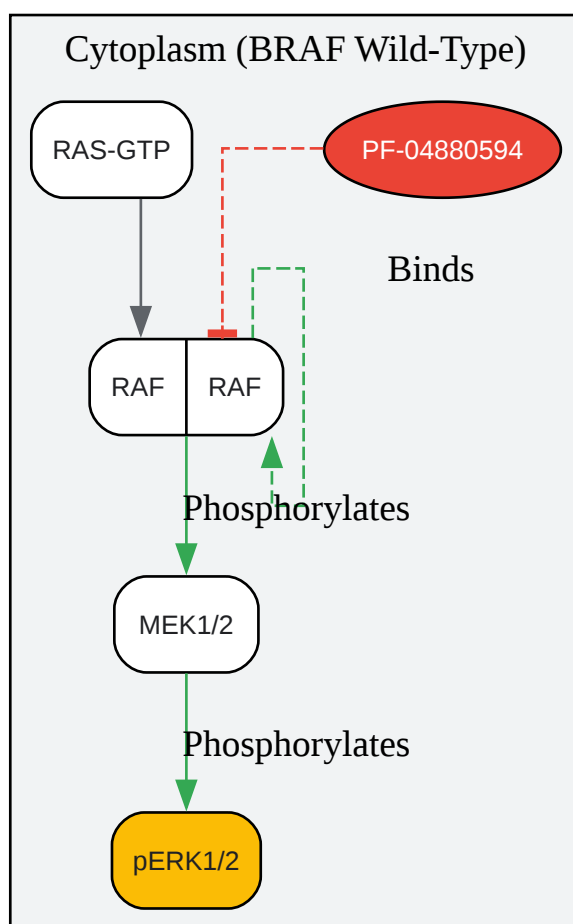 Cytoplasm (BRAF Wild-Type)
RAS-GTP
PF-04880594
Binds
RAF
RAF
Phosphorylates
MEK1/2
Phosphorylates
pERK1/2